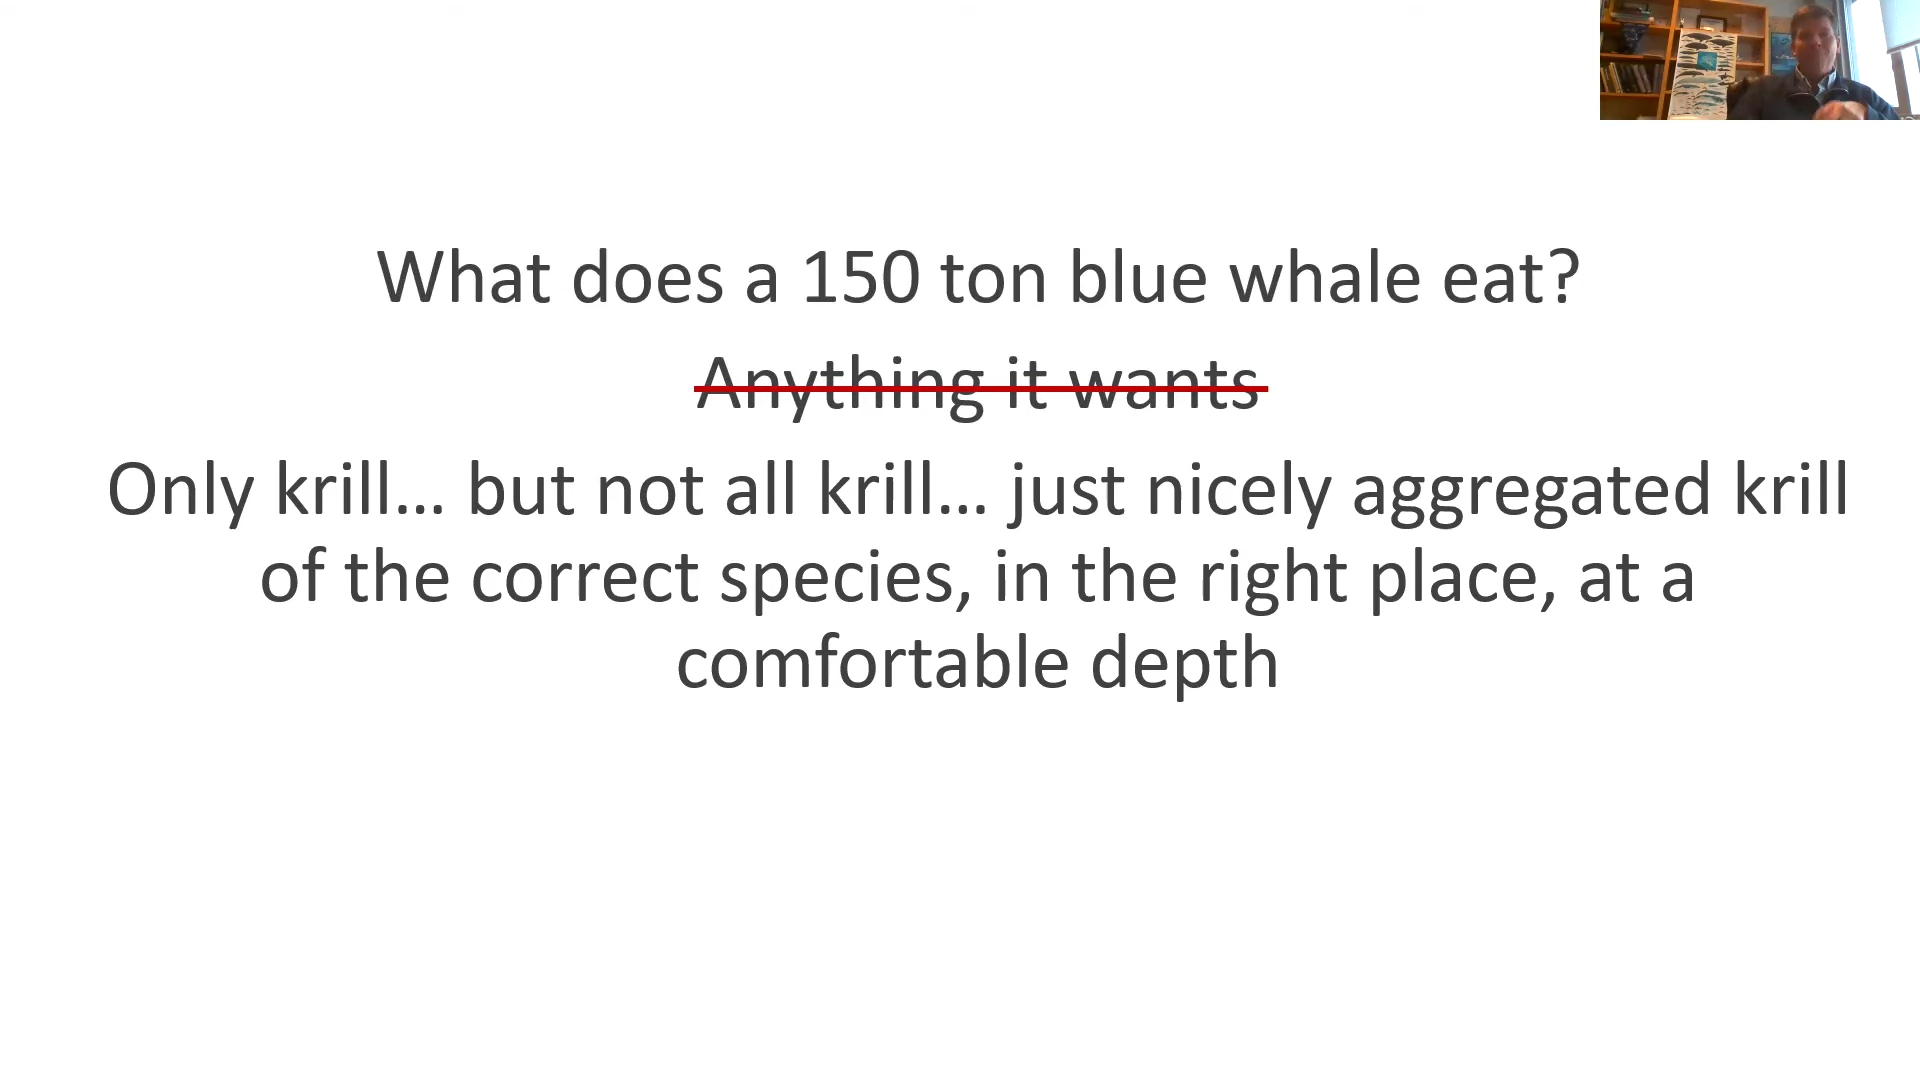 What does a 150 ton blue whale eat?
Anything it wants
Only krill... but not all krill... just nicely aggregated krill
of the correct species, in the right place, at a
comfortable depth